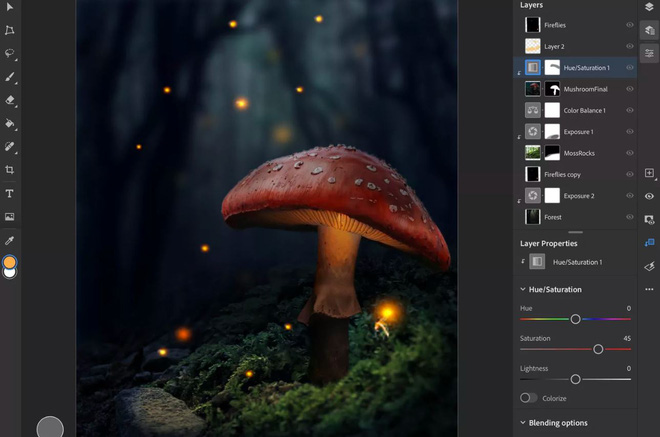 Layers
Fireflies
Layer 2
Hue/Saturation 1
MushroomFinal
Color Balance 1
Exposure 1
MossRocks
Fireflies copy
Exposure 2
Forest
Layer Properties
Hue/Saturation 1
Hue/Saturation
Hue 0
Saturation 45
Lightness 0
Colorize
Blending options
T